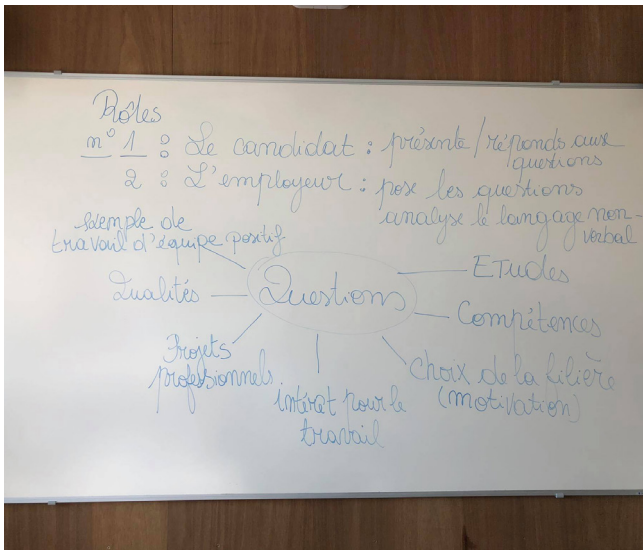 Rôles
n° 1 : Le candidat : présente/réponds aux
questions
2 : L'employeur : pose les questions
analyse le langage non-
verbal
exemple de
travail d'équipe positif
Qualités
Questions
ETudes
Compétences
Projets
professionnels
intérêt pour le
travail
choix de la filière
(motivation)